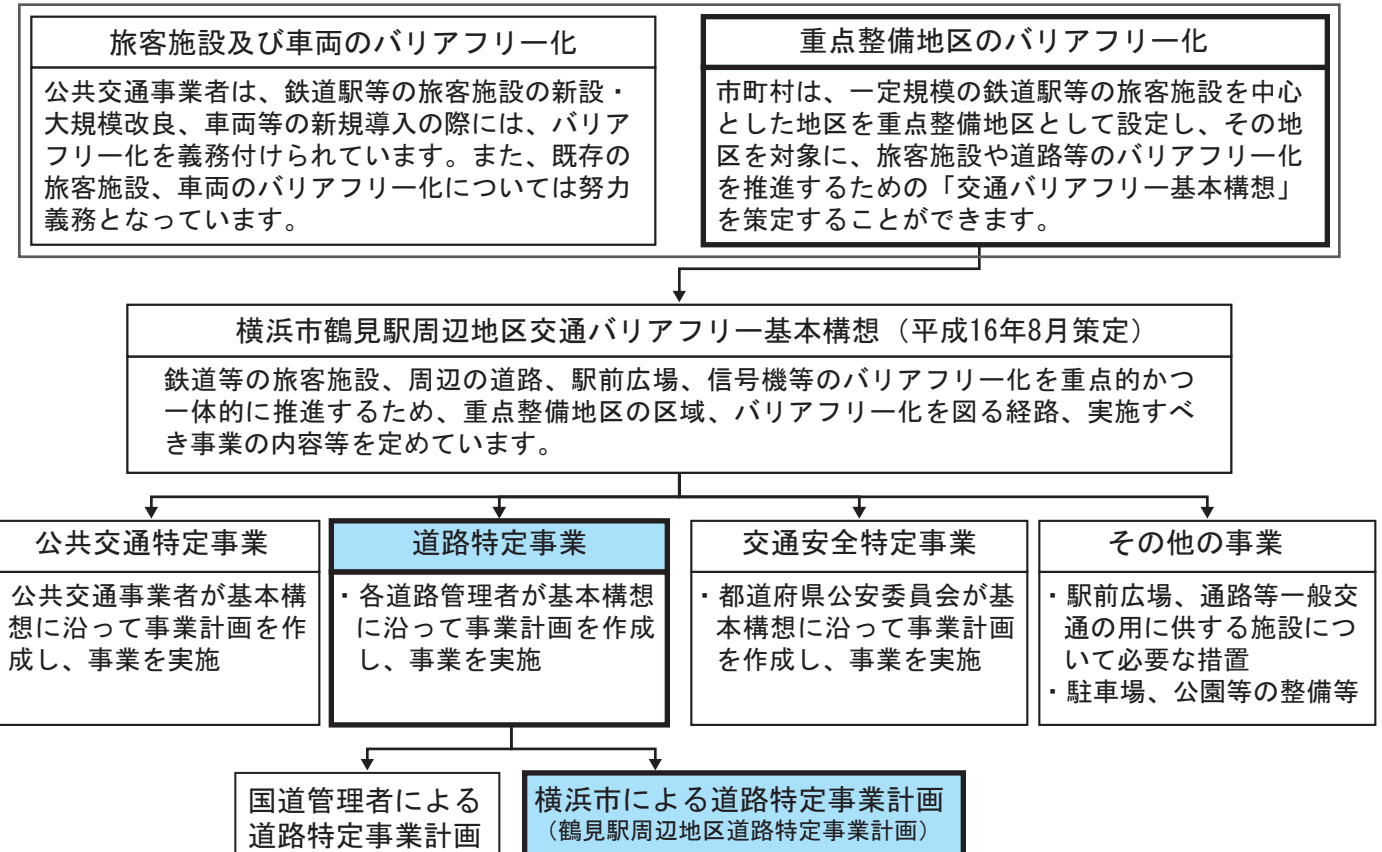 旅客施設及び車両のバリアフリー化
公共交通事業者は、鉄道駅等の旅客施設の新設・
大規模改良、車両等の新規導入の際には、バリア
フリー化を義務付けられています。また、既存の
旅客施設、車両のバリアフリー化については努力
義務となっています。
重点整備地区のバリアフリー化
市町村は、一定規模の鉄道駅等の旅客施設を中心
とした地区を重点整備地区として設定し、その地
区を対象に、旅客施設や道路等のバリアフリー化
を推進するための「交通バリアフリー基本構想」
を策定することができます。
横浜市鶴見駅周辺地区交通バリアフリー基本構想（平成16年8月策定）
鉄道等の旅客施設、周辺の道路、駅前広場、信号機等のバリアフリー化を重点的かつ
一体的に推進するため、重点整備地区の区域、バリアフリー化を図る経路、実施すべ
き事業の内容等を定めています。
公共交通特定事業
公共交通事業者が基本構
想に沿って事業計画を作
成し、事業を実施
道路特定事業
・各道路管理者が基本構想
に沿って事業計画を作成
し、事業を実施
交通安全特定事業
・都道府県公安委員会が基
本構想に沿って事業計画
を作成し、事業を実施
その他の事業
・駅前広場、通路等一般交
通の用に供する施設につ
いて必要な措置
・駐車場、公園等の整備等
国道管理者による
道路特定事業計画
横浜市による道路特定事業計画
（鶴見駅周辺地区道路特定事業計画）